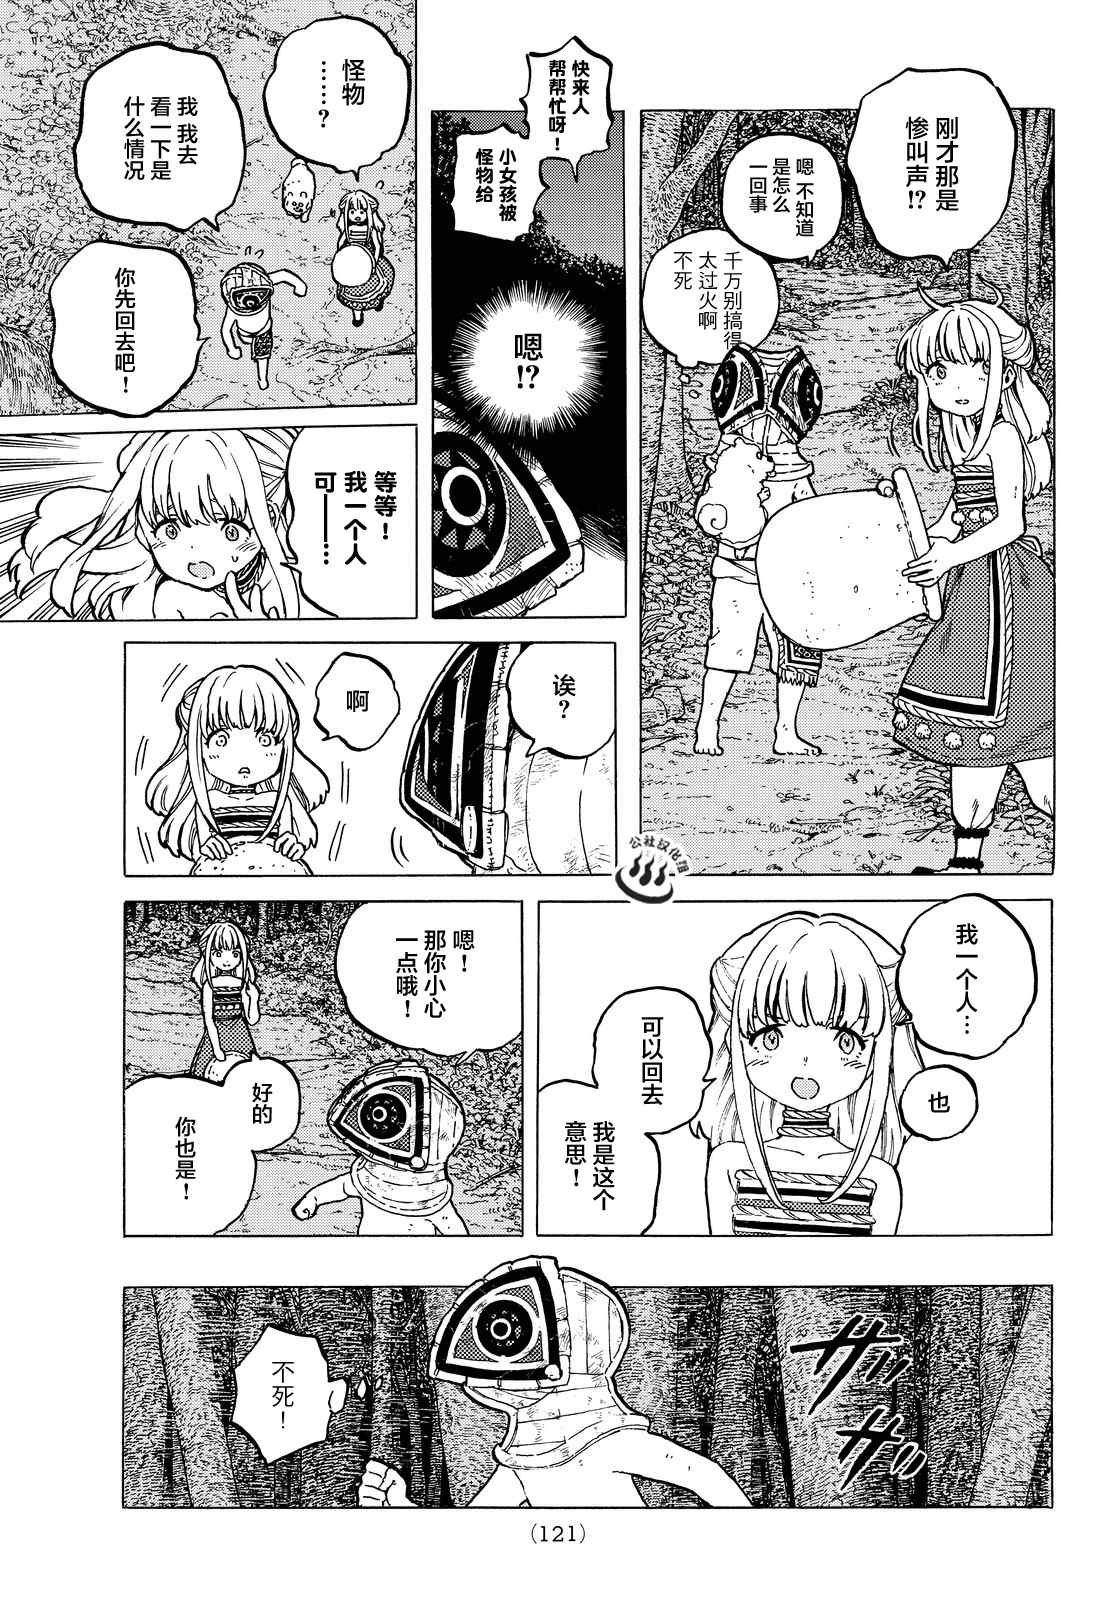 刚才那是
惨叫声!?
嗯 不知道
是怎么
一回事
千万别搞得
太过火啊
不死
快来人
帮帮忙呀！
小女孩被
怪物给
嗯!?
怪物
……?
我 我去
看一下是
什么情况
你先回去吧！
等等！
我一个人
可——…
诶?
啊
公社汉化组
我一个人…
也
可以回去
我是这个
意思！
嗯！
那你小心
一点哦！
好的
你也是！
ザッ
ザッ
不死！
(121)